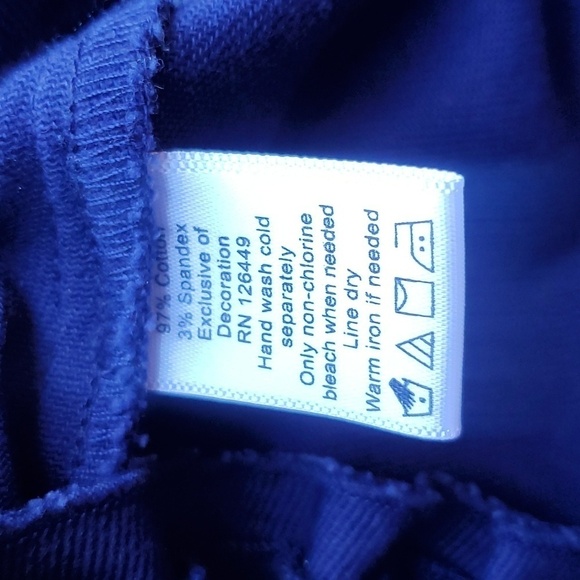 97% Cotton
3% Spandex
Exclusive of
Decoration
RN 126449
Hand wash cold
separately
Only non-chlorine
bleach when needed
Line dry
Warm iron if needed